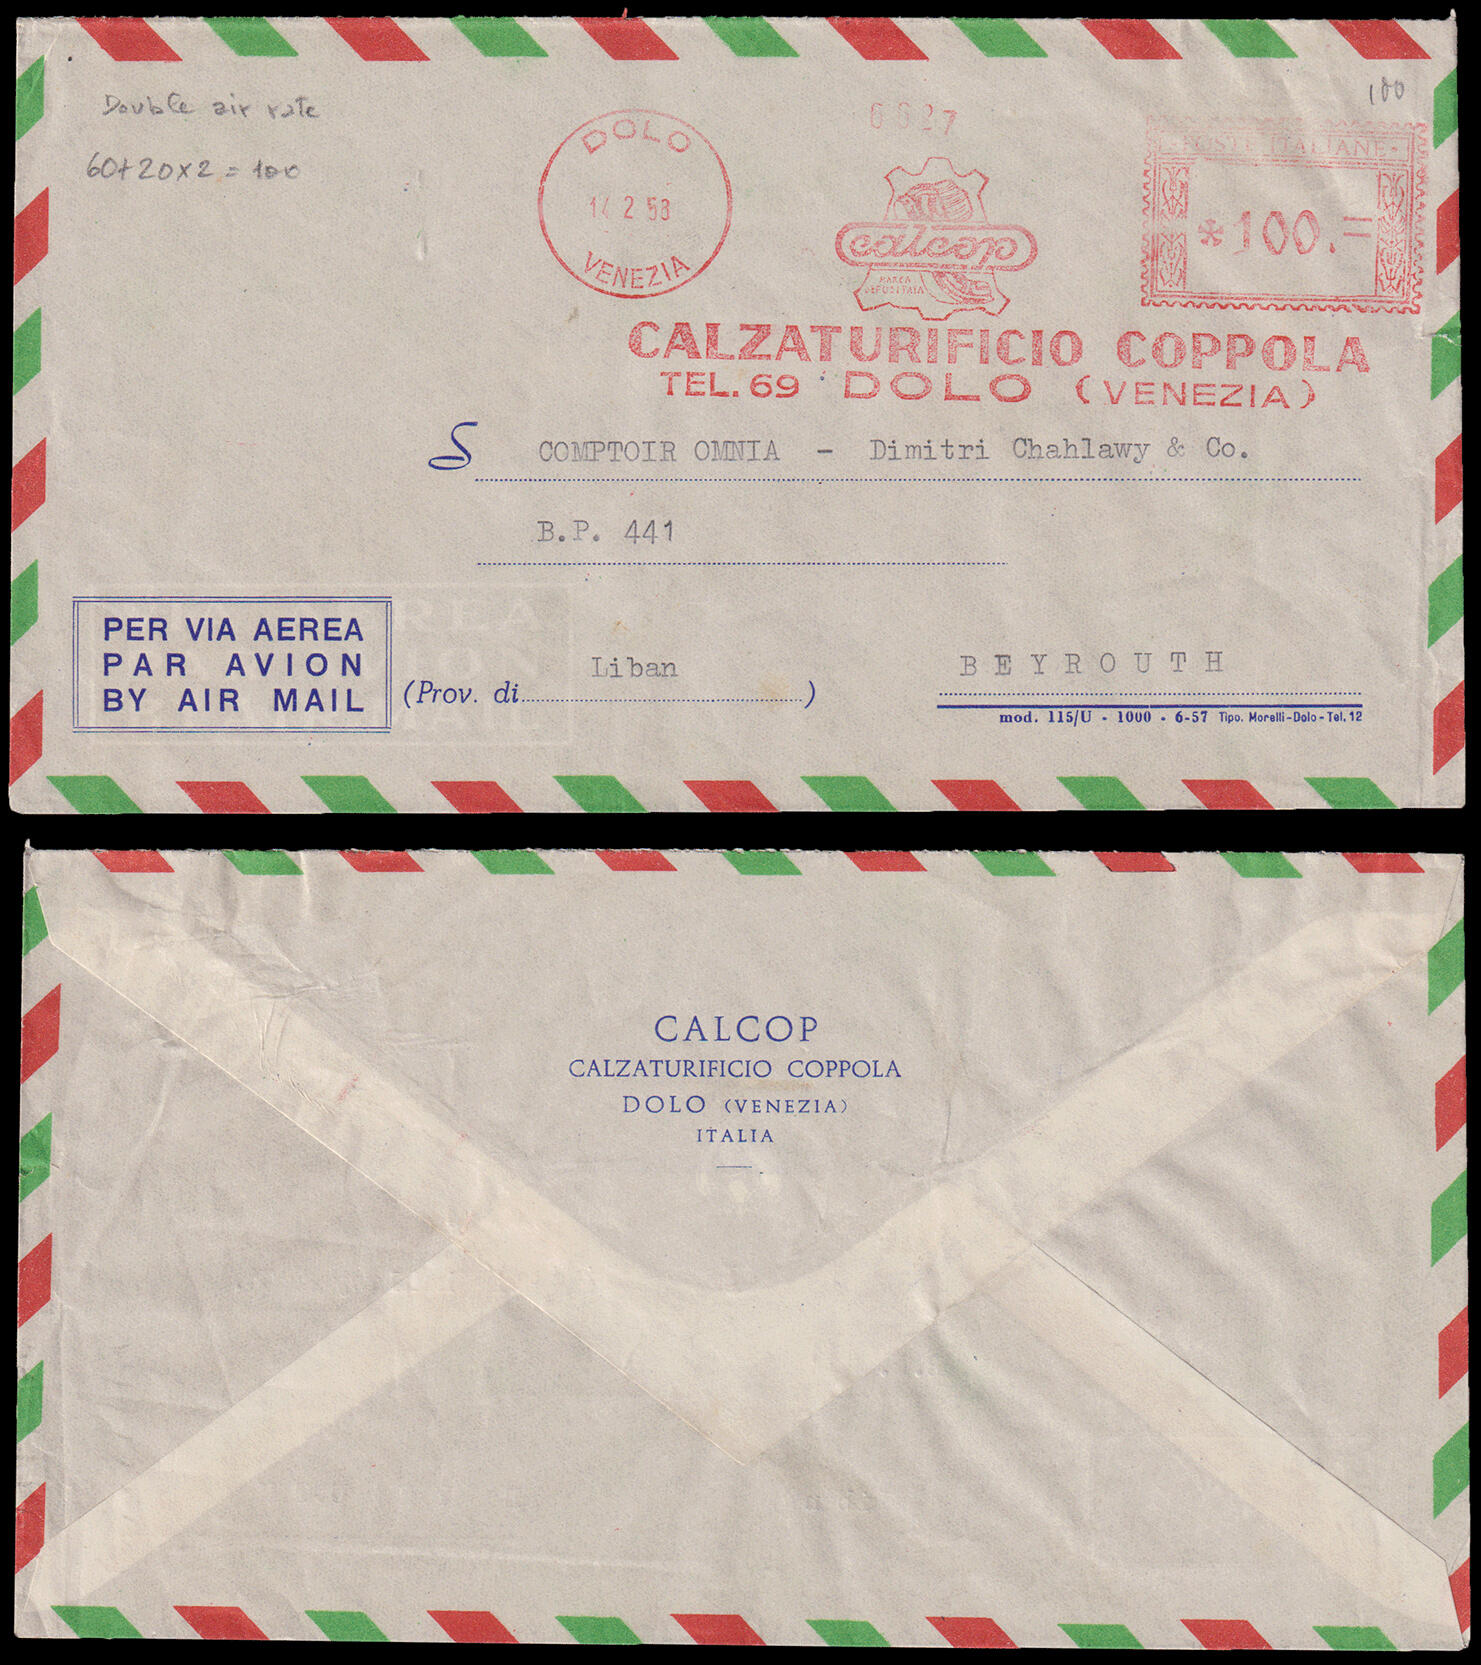 100
Double air rate
60+20x2 = 100
6627
DOLO
14 2 58
VENEZIA
calcop
MARCA
DEPOSITATA
- POSTE ITALIANE -
*100.=
CALZATURIFICIO COPPOLA
TEL. 69 DOLO (VENEZIA)
S COMPTOIR OMNIA - Dimitri Chahlawy & Co.
B.P. 441
PER VIA AEREA
PAR AVION
BY AIR MAIL
(Prov. di Liban)
BEYROUTH
mod. 115/U - 1000 - 6-57 Tipo. Morelli-Dolo-Tel. 12
CALCOP
CALZATURIFICIO COPPOLA
DOLO (VENEZIA)
ITALIA